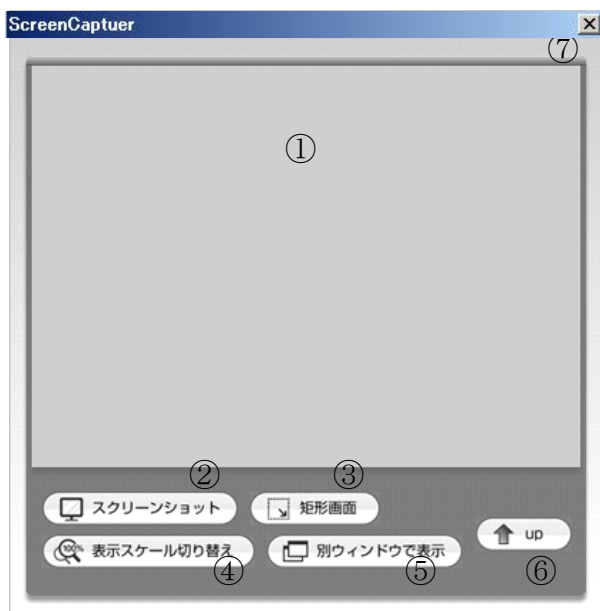 ScreenCaptuer
⑦
①
② ③
スクリーンショット 矩形画面
up
100% 表示スケール切り替え 別ウィンドウで表示
④ ⑤ ⑥